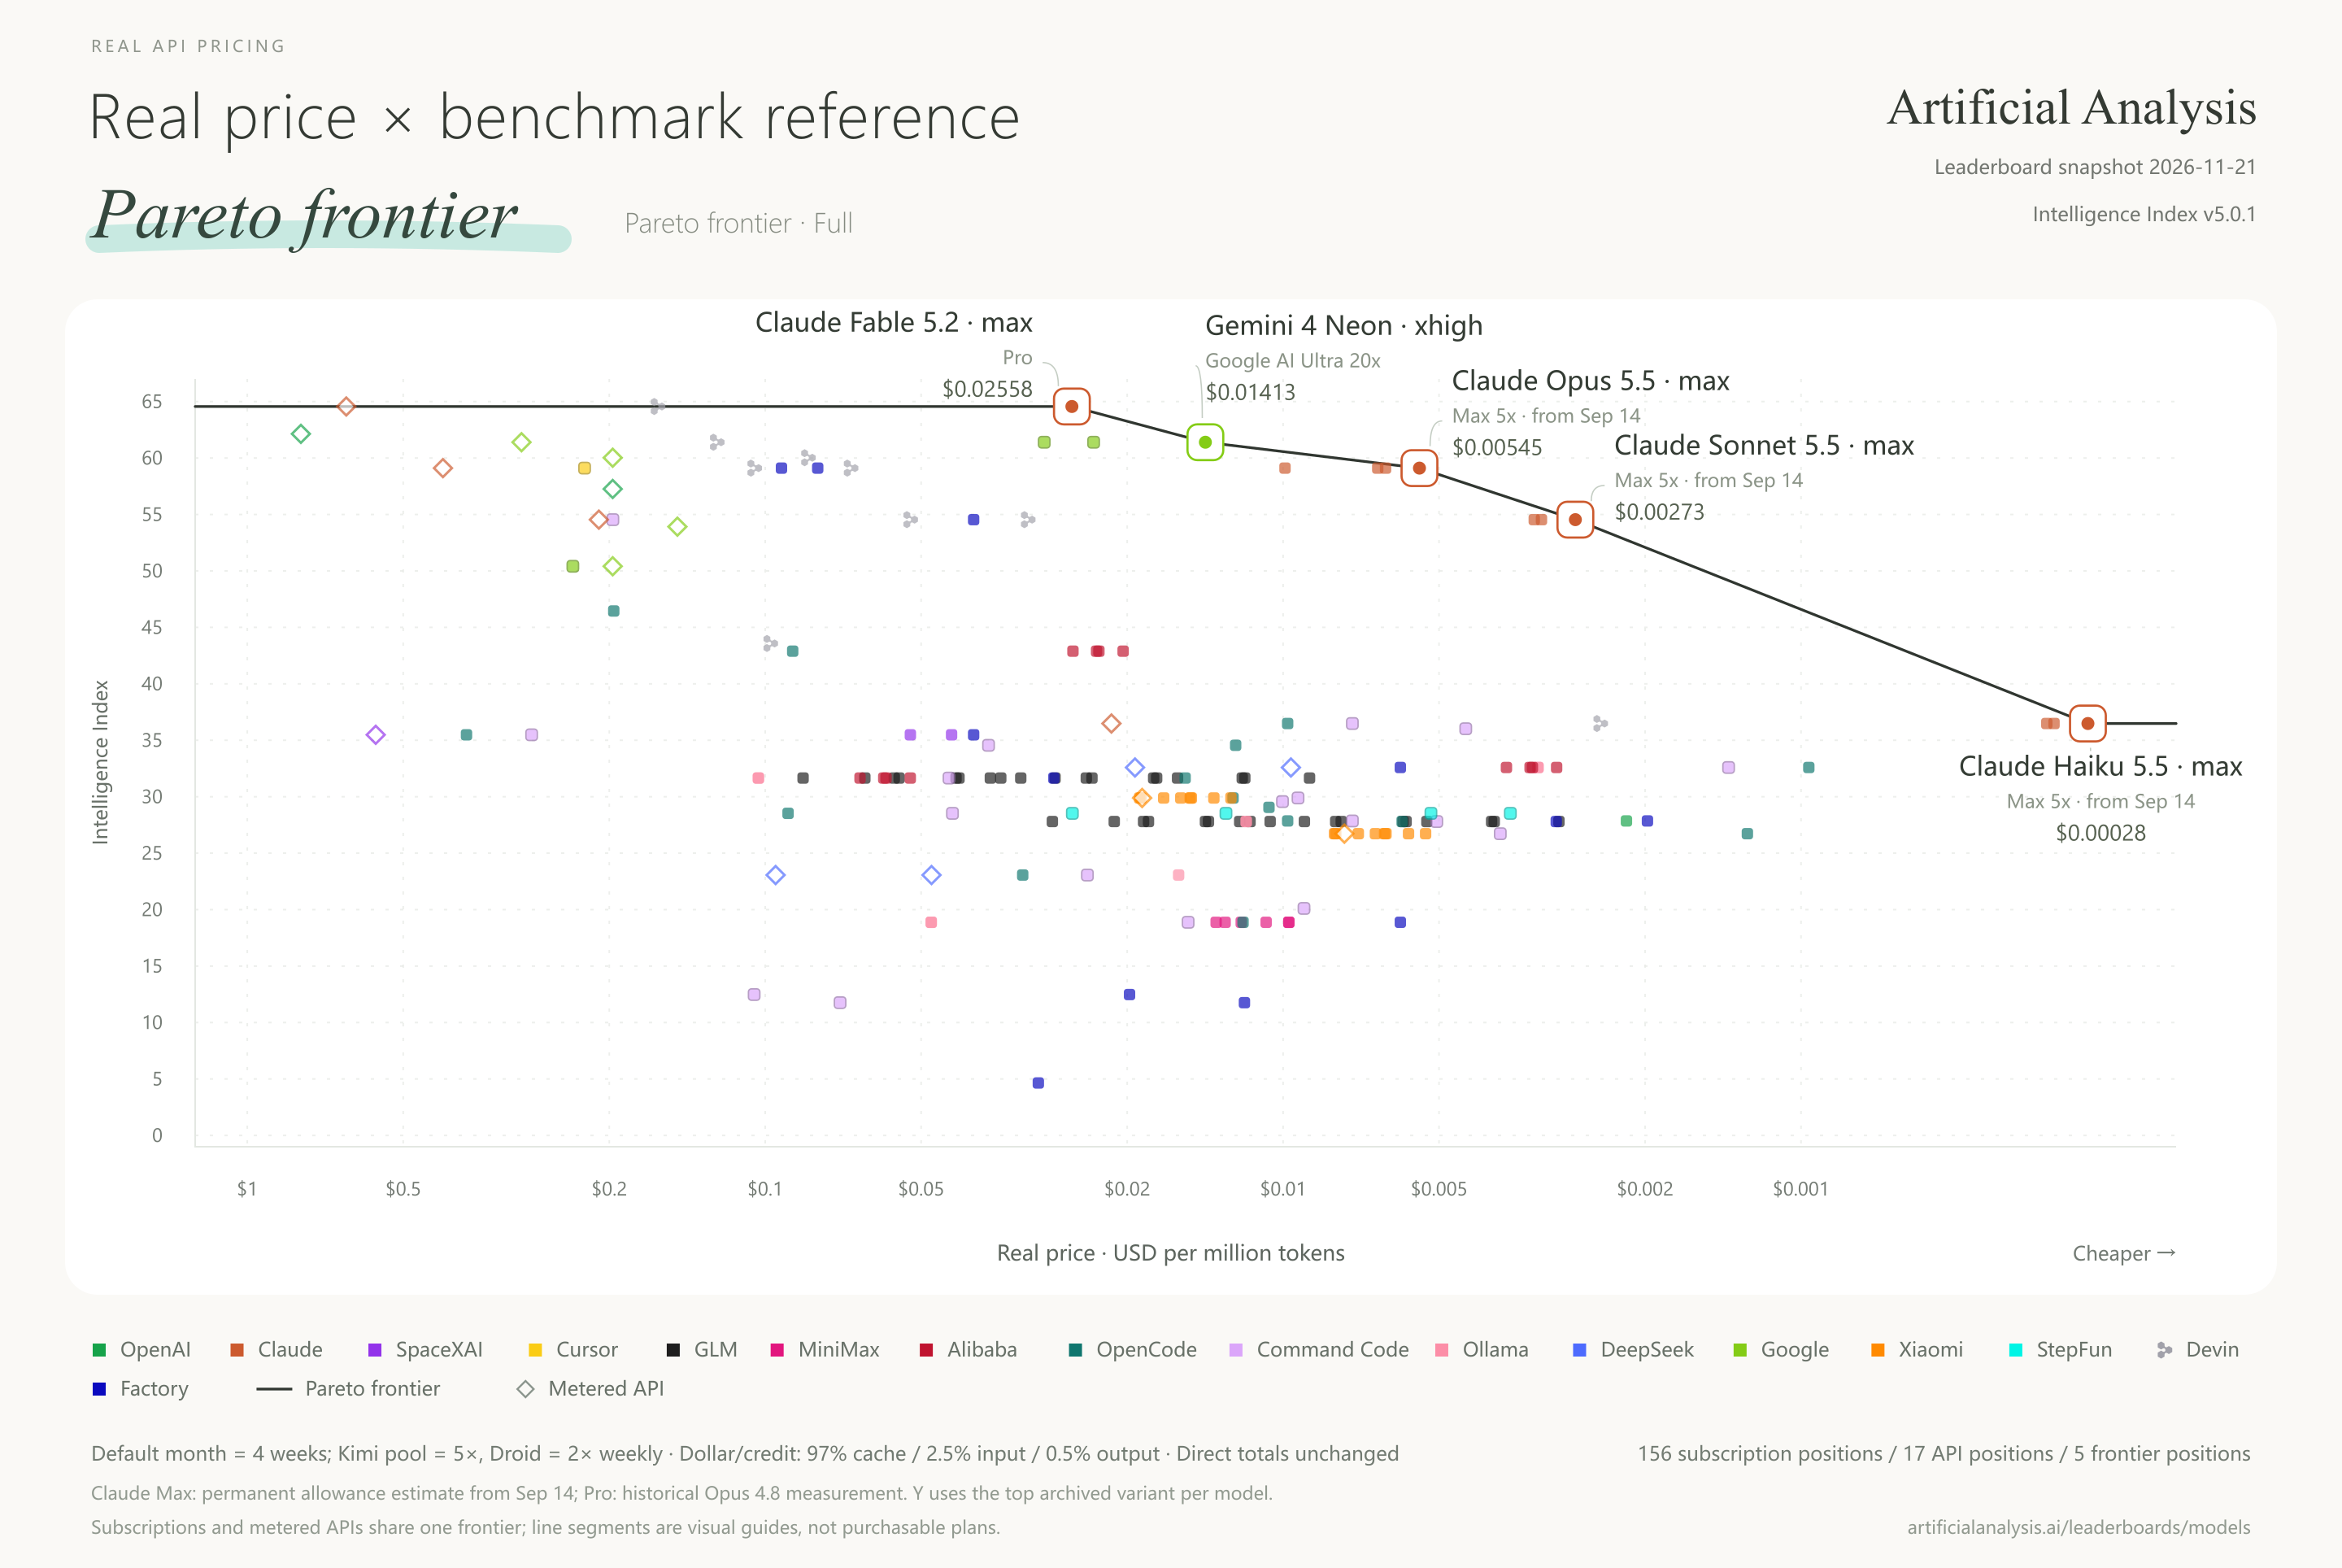 REAL API PRICING
Real price × benchmark reference
Pareto frontier
Pareto frontier · Full
Artificial Analysis
Leaderboard snapshot 2026-11-21
Intelligence Index v5.0.1
Claude Fable 5.2 · max
Pro
$0.02558
Gemini 4 Neon · xhigh
Google AI Ultra 20x
$0.01413
Claude Opus 5.5 · max
Max 5x · from Sep 14
$0.00545
Claude Sonnet 5.5 · max
Max 5x · from Sep 14
$0.00273
Claude Haiku 5.5 · max
Max 5x · from Sep 14
$0.00028
Intelligence Index
65
60
55
50
45
40
35
30
25
20
15
10
5
0
$1
$0.5
$0.2
$0.1
$0.05
$0.02
$0.01
$0.005
$0.002
$0.001
Real price · USD per million tokens
Cheaper →
OpenAI
Claude
SpaceXAI
Cursor
GLM
MiniMax
Alibaba
OpenCode
Command Code
Ollama
DeepSeek
Google
Xiaomi
StepFun
Devin
Factory
Pareto frontier
Metered API
Default month = 4 weeks; Kimi pool = 5×, Droid = 2× weekly · Dollar/credit: 97% cache / 2.5% input / 0.5% output · Direct totals unchanged
156 subscription positions / 17 API positions / 5 frontier positions
Claude Max: permanent allowance estimate from Sep 14; Pro: historical Opus 4.8 measurement. Y uses the top archived variant per model.
Subscriptions and metered APIs share one frontier; line segments are visual guides, not purchasable plans.
artificialanalysis.ai/leaderboards/models